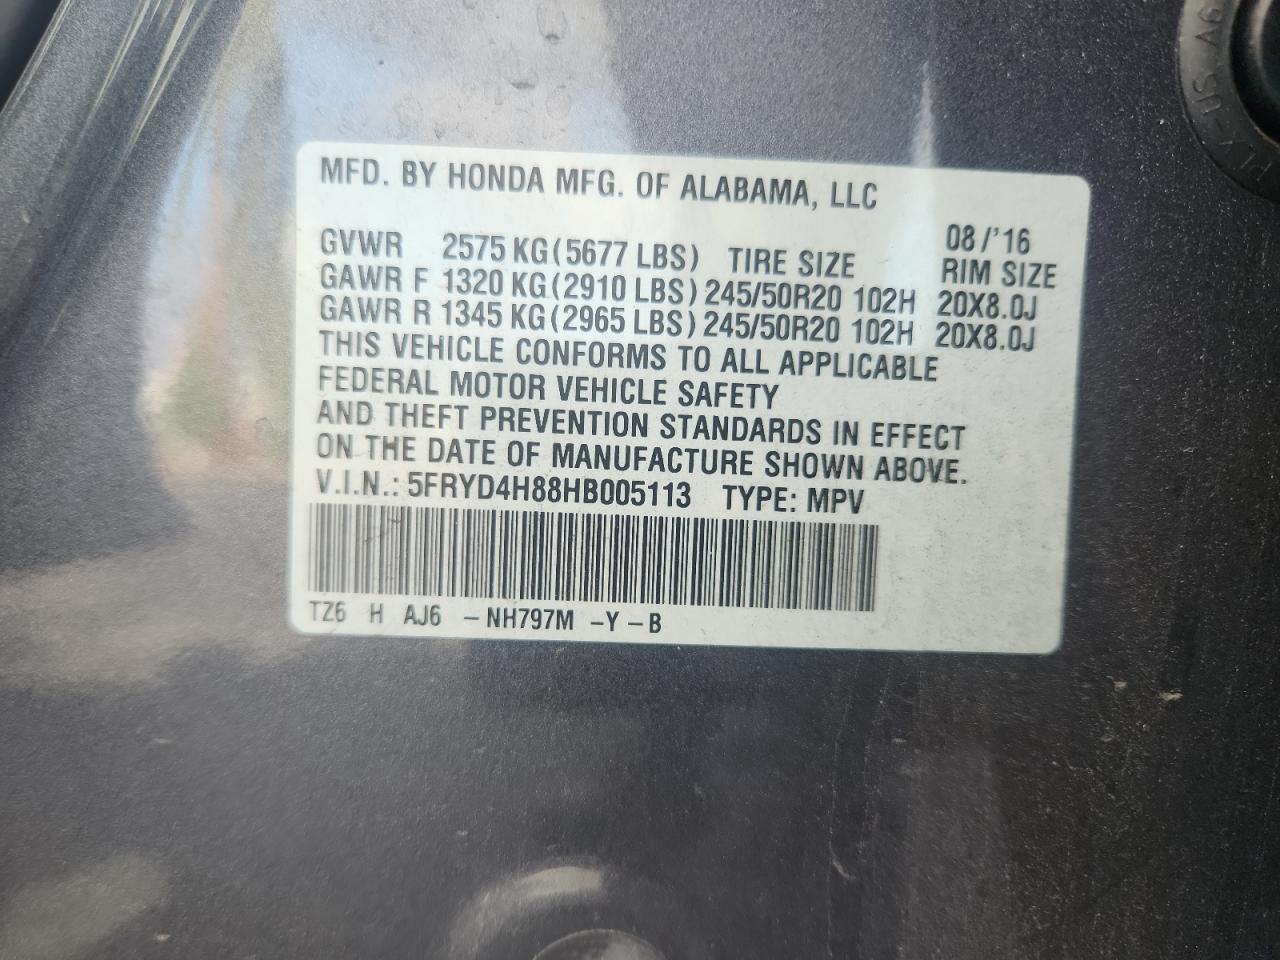 MFD. BY HONDA MFG. OF ALABAMA, LLC
08/'16
GVWR 2575 KG(5677 LBS) TIRE SIZE RIM SIZE
GAWR F 1320 KG(2910 LBS) 245/50R20 102H 20X8.0J
GAWR R 1345 KG(2965 LBS) 245/50R20 102H 20X8.0J
THIS VEHICLE CONFORMS TO ALL APPLICABLE
FEDERAL MOTOR VEHICLE SAFETY
AND THEFT PREVENTION STANDARDS IN EFFECT
ON THE DATE OF MANUFACTURE SHOWN ABOVE.
V.I.N.: 5FRYD4H88HB005113 TYPE: MPV
TZ6 H AJ6 –NH797M –Y–B